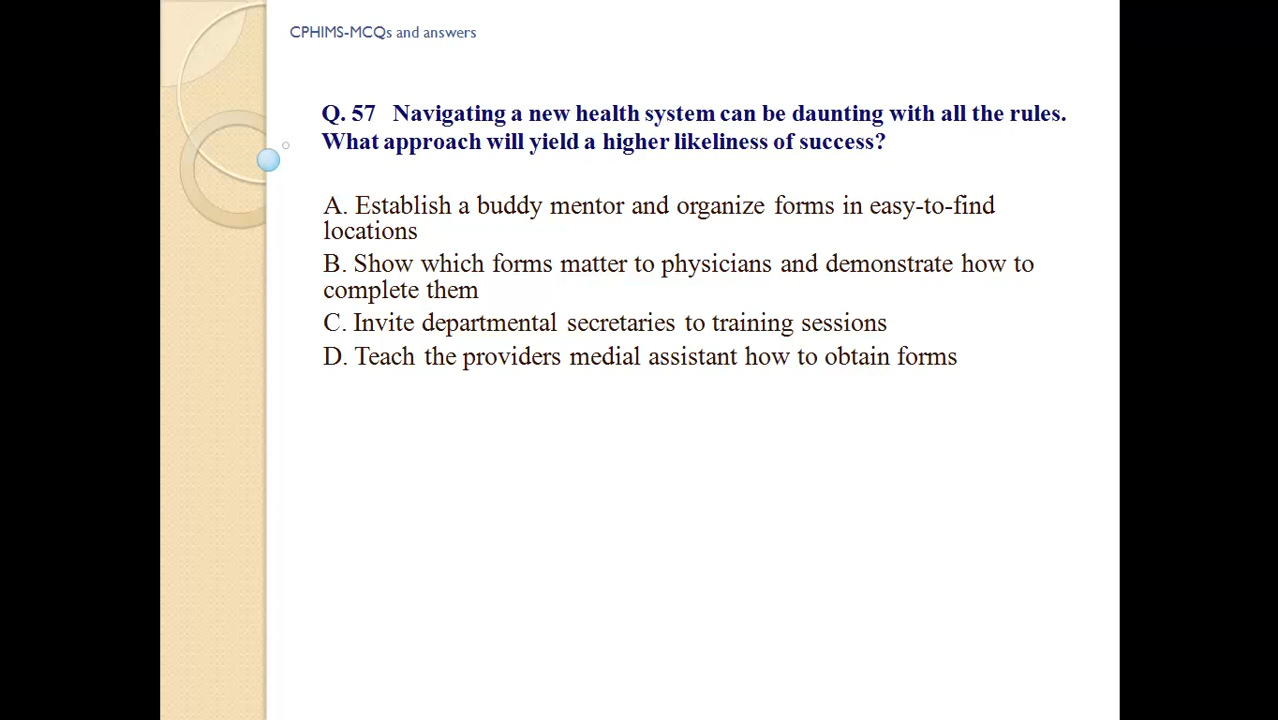 CPHIMS-MCQs and answers
Q. 57 Navigating a new health system can be daunting with all the rules.
What approach will yield a higher likeliness of success?
A. Establish a buddy mentor and organize forms in easy-to-find
locations
B. Show which forms matter to physicians and demonstrate how to
complete them
C. Invite departmental secretaries to training sessions
D. Teach the providers medial assistant how to obtain forms